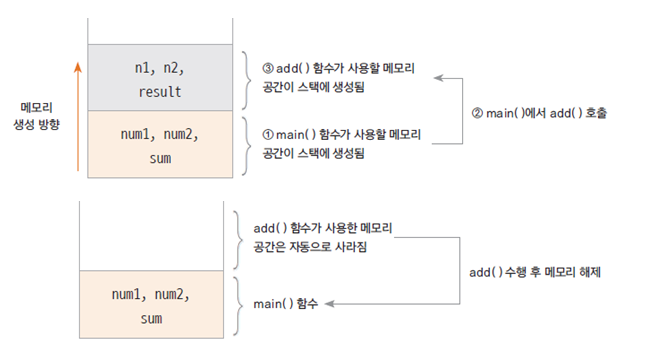 메모리
생성 방향
n1, n2,
result
③ add( ) 함수가 사용할 메모리
공간이 스택에 생성됨
② main( )에서 add( ) 호출
num1, num2,
sum
① main( ) 함수가 사용할 메모리
공간이 스택에 생성됨
add( ) 함수가 사용한 메모리
공간은 자동으로 사라짐
add( ) 수행 후 메모리 해제
num1, num2,
sum
main( ) 함수